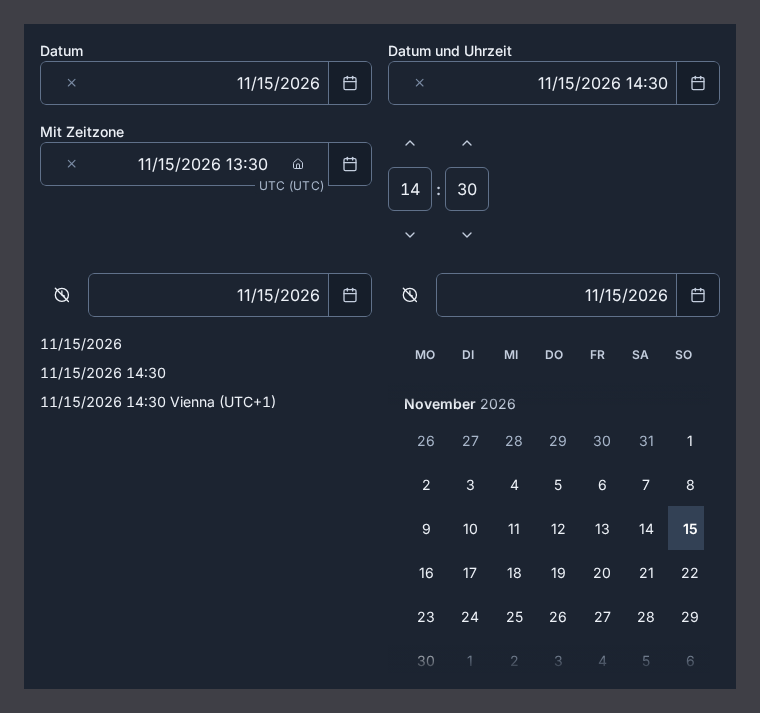 Datum
11/15/2026
Datum und Uhrzeit
11/15/2026 14:30
Mit Zeitzone
11/15/2026 13:30
UTC (UTC)
14 : 30
11/15/2026
11/15/2026
11/15/2026
11/15/2026 14:30
11/15/2026 14:30 Vienna (UTC+1)
MO DI MI DO FR SA SO
November 2026
26 27 28 29 30 31 1
2 3 4 5 6 7 8
9 10 11 12 13 14 15
16 17 18 19 20 21 22
23 24 25 26 27 28 29
30 1 2 3 4 5 6